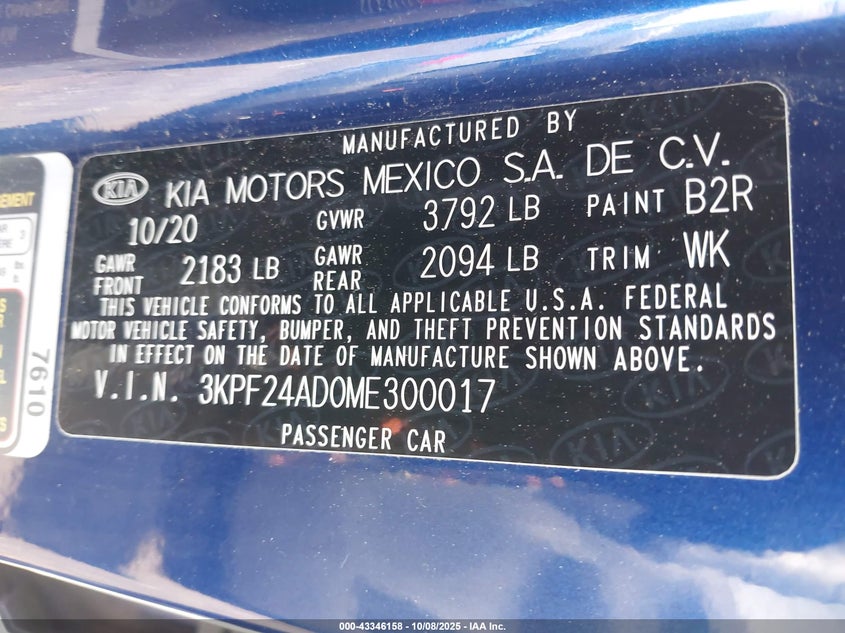 MANUFACTURED BY
KIA KIA MOTORS MEXICO S.A. DE C.V.
10/20 GVWR 3792 LB PAINT B2R
GAWR FRONT 2183 LB GAWR REAR 2094 LB TRIM WK
THIS VEHICLE CONFORMS TO ALL APPLICABLE U.S.A. FEDERAL
MOTOR VEHICLE SAFETY, BUMPER, AND THEFT PREVENTION STANDARDS
IN EFFECT ON THE DATE OF MANUFACTURE SHOWN ABOVE.
V.I.N. 3KPF24AD0ME300017
PASSENGER CAR
7610
000-43346158 - 10/08/2025 - IAA Inc.